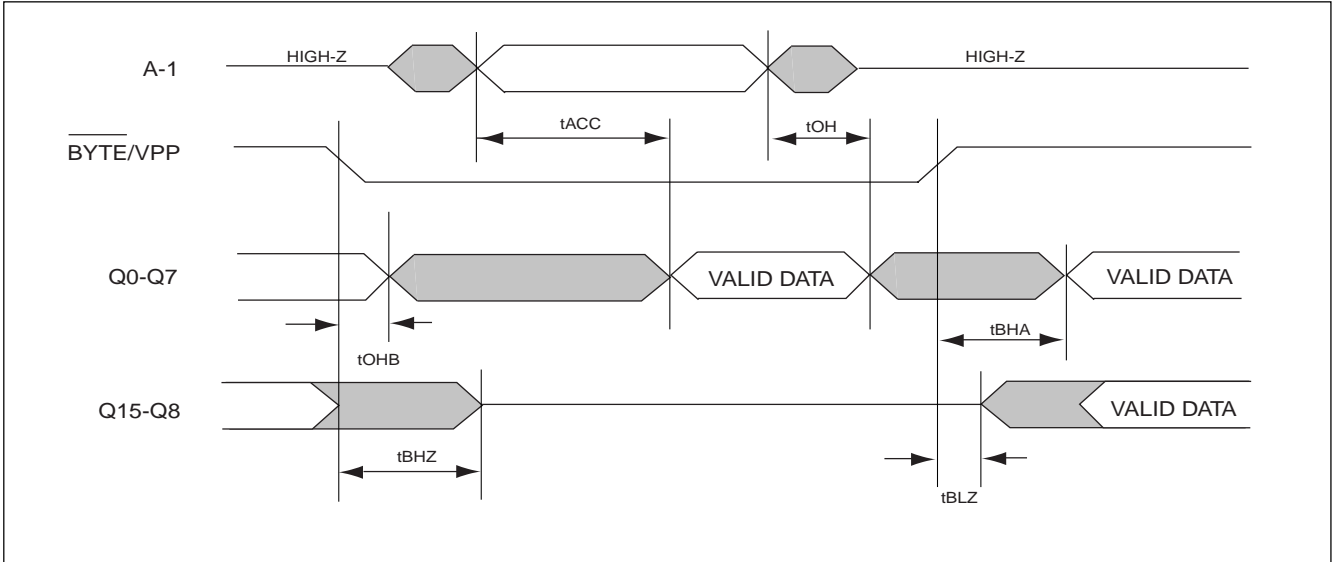 A-1
HIGH-Z
HIGH-Z
tACC
tOH
BYTE/VPP
Q0-Q7
VALID DATA
VALID DATA
tOHB
tBHA
Q15-Q8
VALID DATA
tBHZ
tBLZ